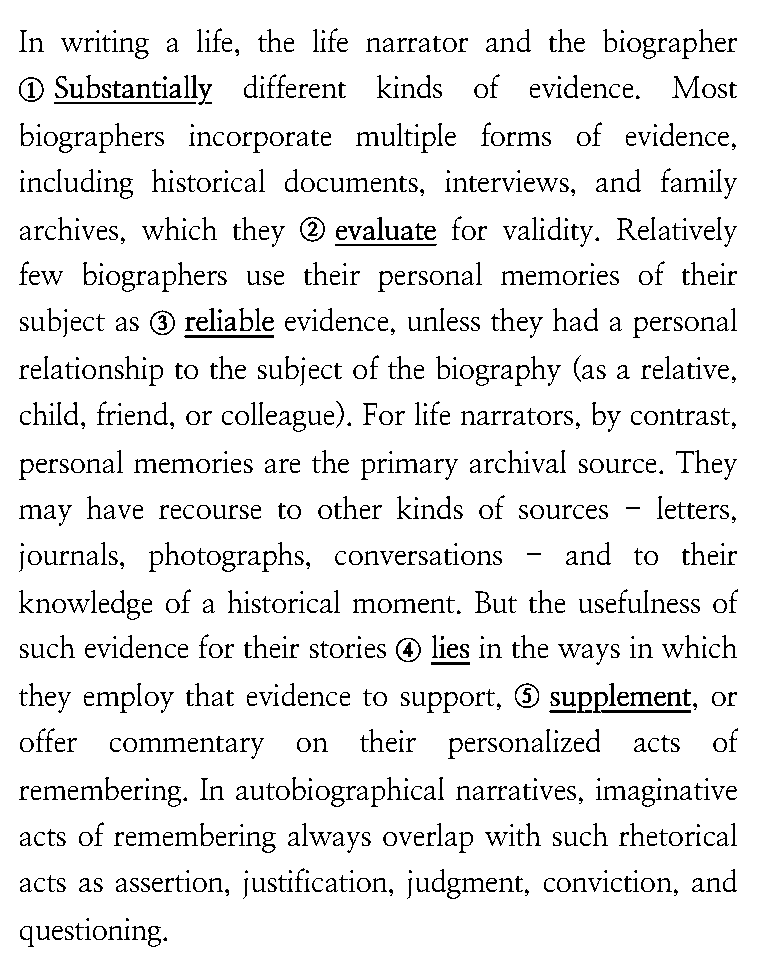 In writing a life, the life narrator and the biographer
① Substantially different kinds of evidence. Most
biographers incorporate multiple forms of evidence,
including historical documents, interviews, and family
archives, which they ② evaluate for validity. Relatively
few biographers use their personal memories of their
subject as ③ reliable evidence, unless they had a personal
relationship to the subject of the biography (as a relative,
child, friend, or colleague). For life narrators, by contrast,
personal memories are the primary archival source. They
may have recourse to other kinds of sources − letters,
journals, photographs, conversations − and to their
knowledge of a historical moment. But the usefulness of
such evidence for their stories ④ lies in the ways in which
they employ that evidence to support, ⑤ supplement, or
offer commentary on their personalized acts of
remembering. In autobiographical narratives, imaginative
acts of remembering always overlap with such rhetorical
acts as assertion, justification, judgment, conviction, and
questioning.